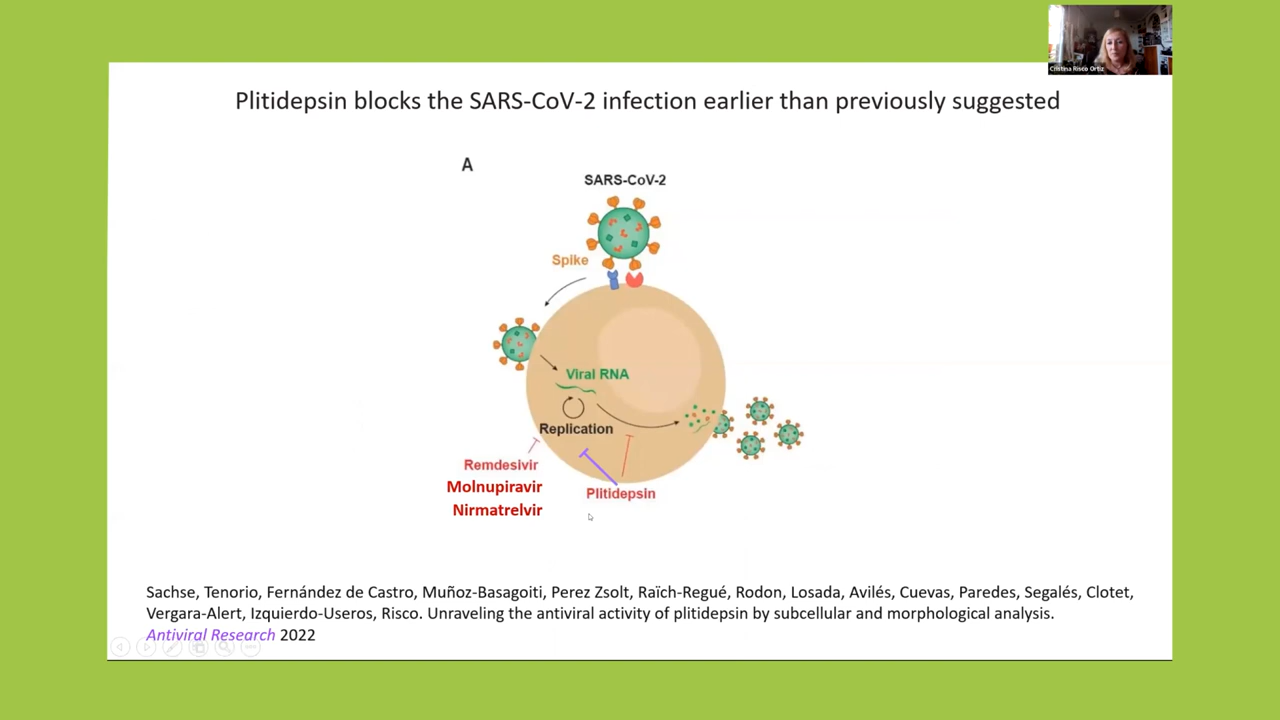 Cristina Risco Ortiz
Plitidepsin blocks the SARS-CoV-2 infection earlier than previously suggested
A
SARS-CoV-2
Spike
Viral RNA
Replication
Remdesivir
Molnupiravir
Nirmatrelvir
Plitidepsin
Sachse, Tenorio, Fernández de Castro, Muñoz-Basagoiti, Perez Zsolt, Raïch-Regué, Rodon, Losada, Avilés, Cuevas, Paredes, Segalés, Clotet,
Vergara-Alert, Izquierdo-Useros, Risco. Unraveling the antiviral activity of plitidepsin by subcellular and morphological analysis.
Antiviral Research 2022